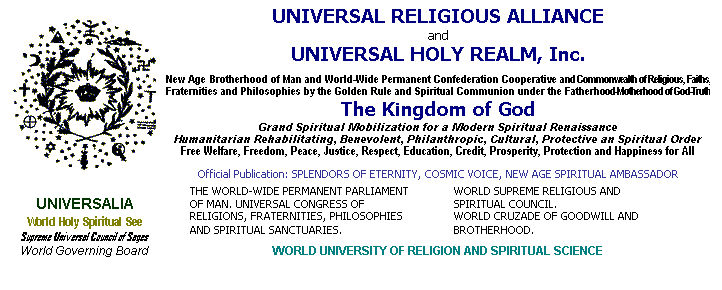 UNIVERSAL RELIGIOUS ALLIANCE
and
UNIVERSAL HOLY REALM, Inc.
New Age Brotherhood of Man and World-Wide Permanent Confederation Cooperative and Commonwealth of Religious, Faiths,
Fraternities and Philosophies by the Golden Rule and Spiritual Communion under the Fatherhood-Motherhood of God-Truth
The Kingdom of God
Grand Spiritual Mobilization for a Modern Spiritual Renaissance
Humanitarian Rehabilitating, Benevolent, Philanthropic, Cultural, Protective an Spiritual Order
Free Welfare, Freedom, Peace, Justice, Respect, Education, Credit, Prosperity, Protection and Happiness for All
Official Publication: SPLENDORS OF ETERNITY, COSMIC VOICE, NEW AGE SPIRITUAL AMBASSADOR
THE WORLD-WIDE PERMANENT PARLIAMENT
OF MAN. UNIVERSAL CONGRESS OF
RELIGIONS, FRATERNITIES, PHILOSOPHIES
AND SPIRITUAL SANCTUARIES.
WORLD SUPREME RELIGIOUS AND
SPIRITUAL COUNCIL.
WORLD CRUZADE OF GOODWILL AND
BROTHERHOOD.
WORLD UNIVERSITY OF RELIGION AND SPIRITUAL SCIENCE
UNIVERSALIA
World Holy Spiritual See
Supreme Universal Council of Sages
World Governing Board